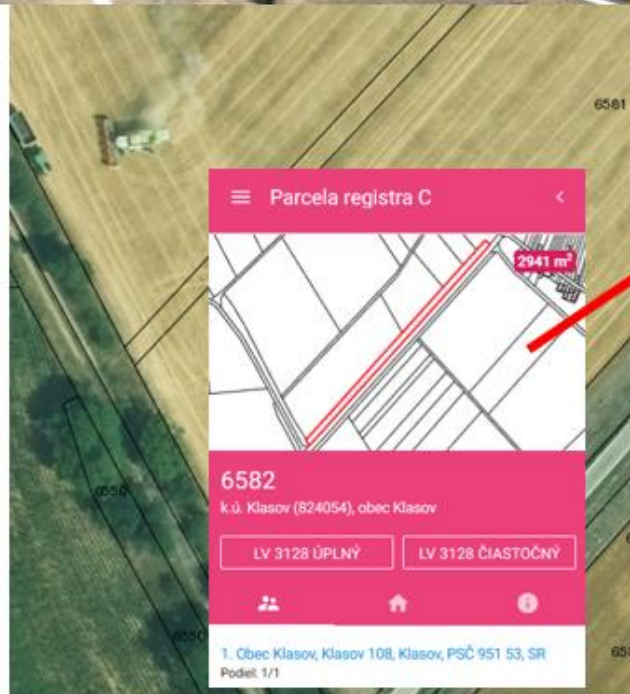 6581
Parcela registra C
2941 m²
6582
k.ú. Klasov (824054), obec Klasov
LV 3128 ÚPLNÝ
LV 3128 ČIASTOČNÝ
6550
1. Obec Klasov, Klasov 108, Klasov, PSČ 951 53, SR
Podiel: 1/1